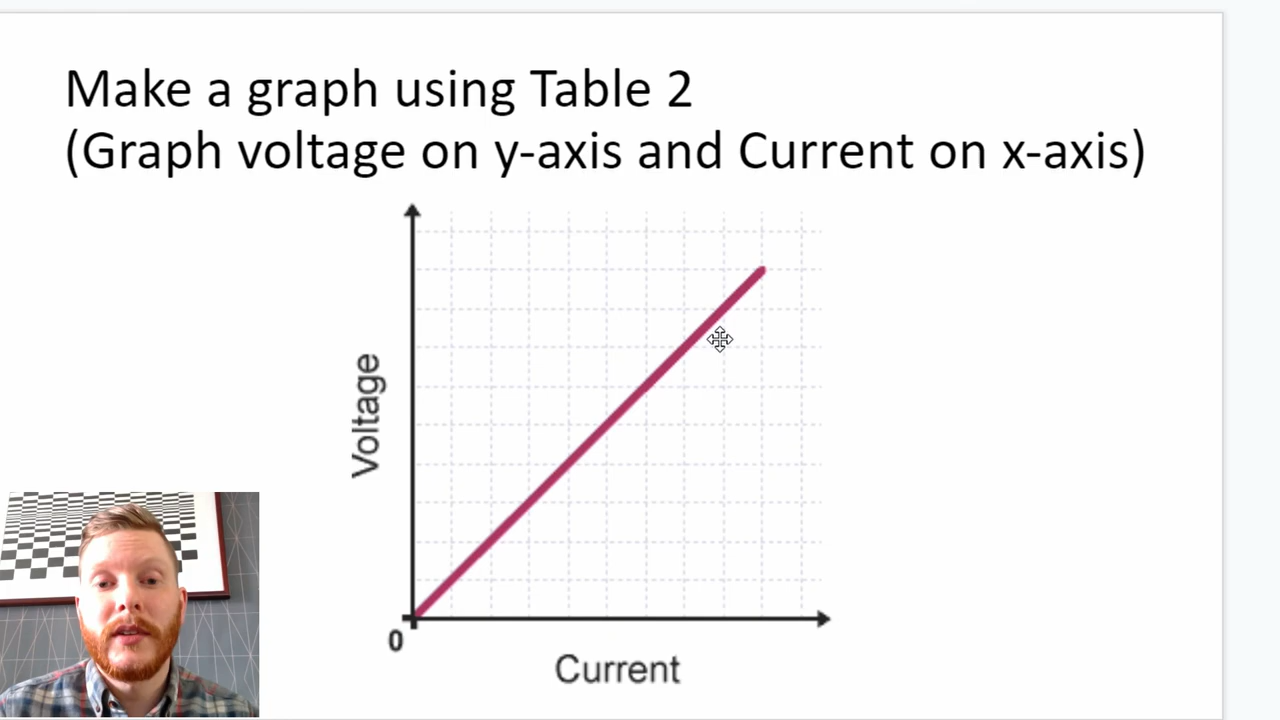 Make a graph using Table 2
(Graph voltage on y-axis and Current on x-axis)
Voltage
0
Current